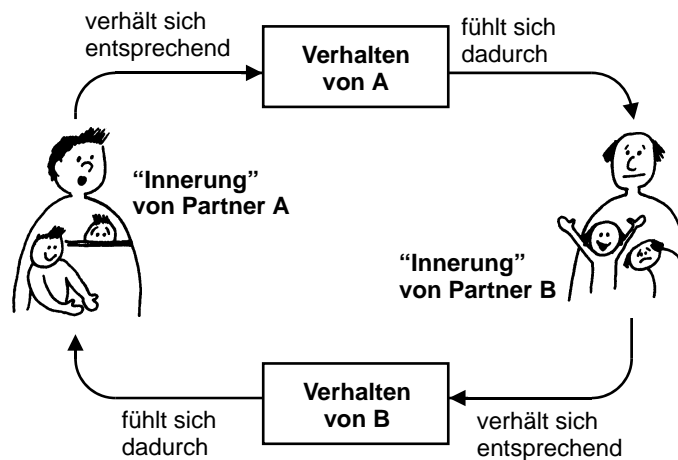 verhält sich
entsprechend
Verhalten
von A
fühlt sich
dadurch
“Innerung”
von Partner A
“Innerung”
von Partner B
Verhalten
von B
fühlt sich
dadurch
verhält sich
entsprechend